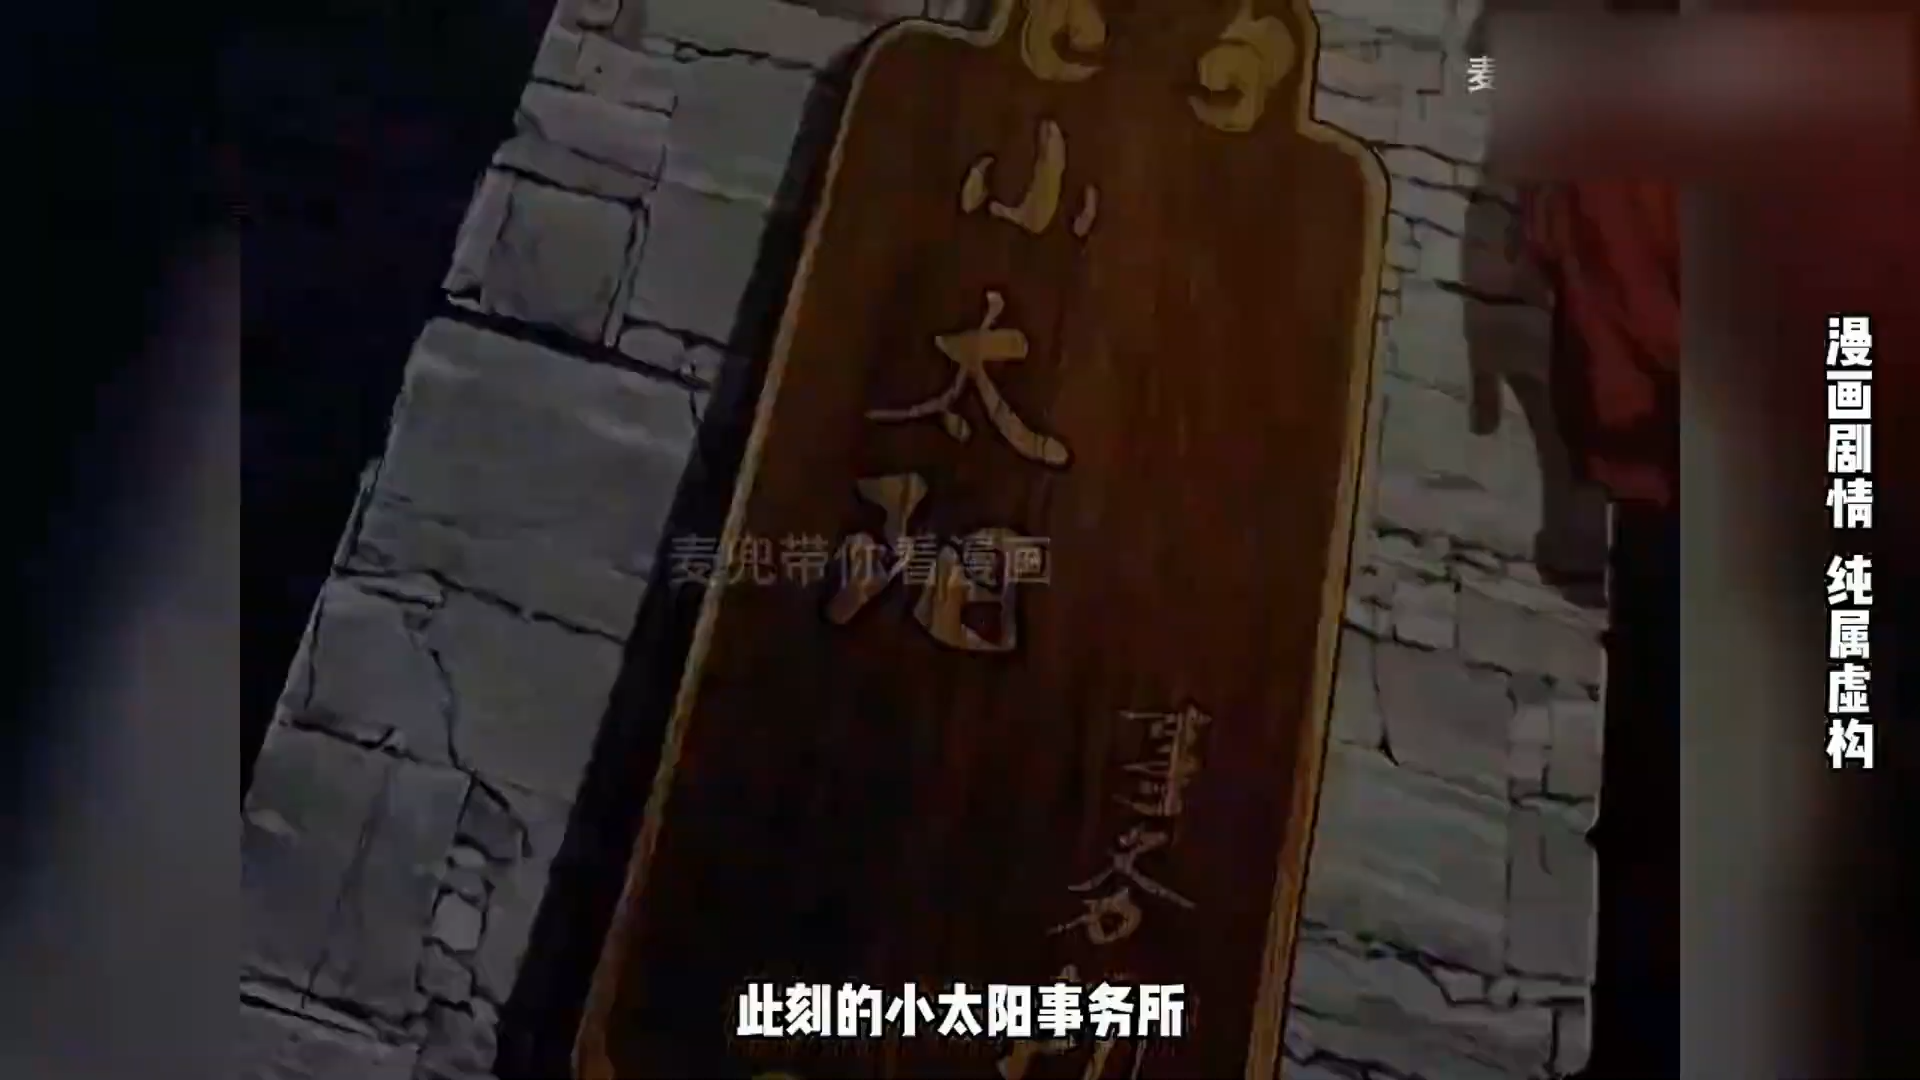 小太阳
事务所
麦兜带你看漫画
漫画剧情 纯属虚构
此刻的小太阳事务所